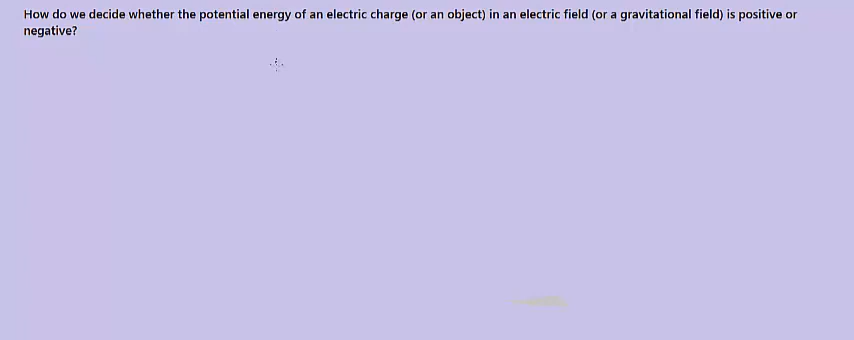 How do we decide whether the potential energy of an electric charge (or an object) in an electric field (or a gravitational field) is positive or
negative?